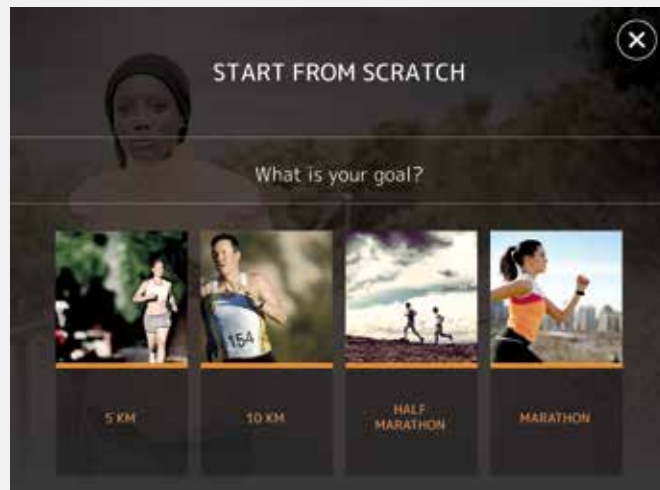 START FROM SCRATCH
What is your goal?
154
5 KM
10 KM
HALF
MARATHON
MARATHON